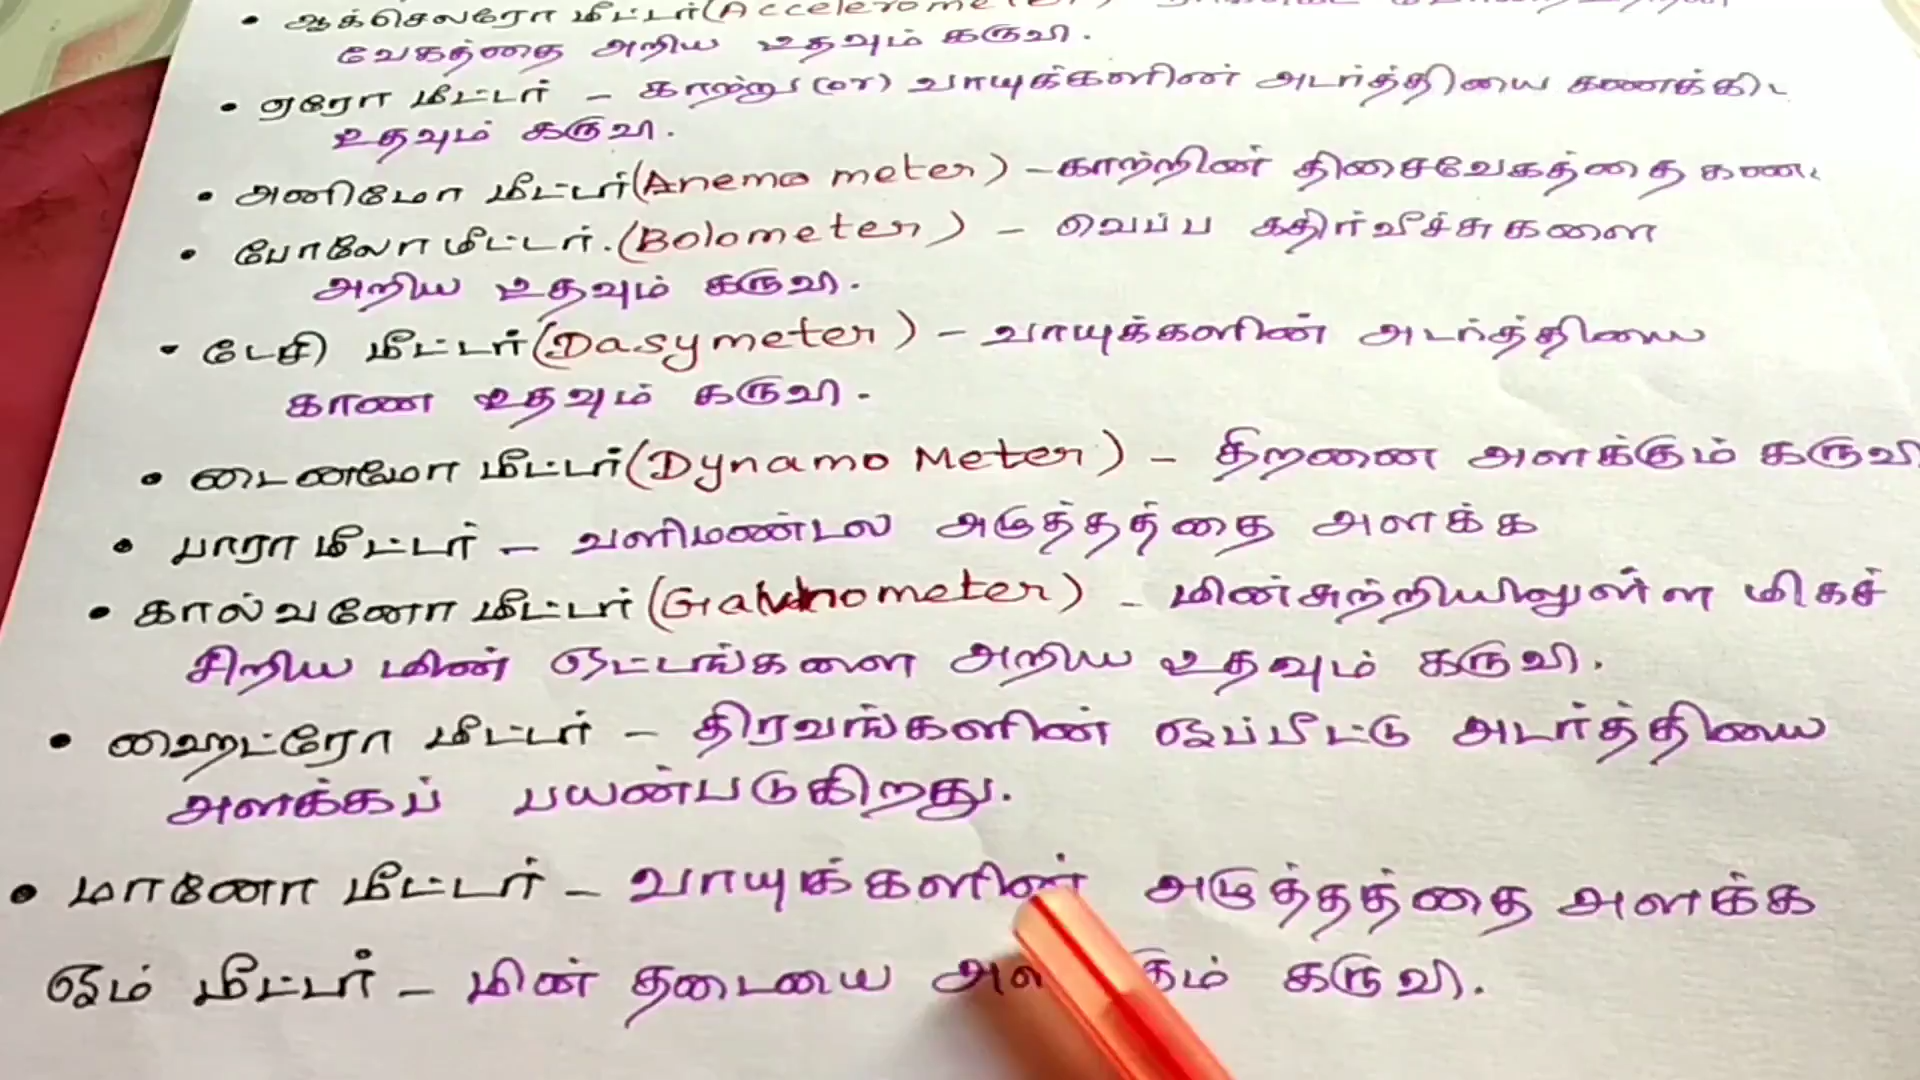 • ஆக்செலரோ மீட்டர்(Accelerometer)
வேகத்தை அறிய உதவும் கருவி.
• ஏரோ மீட்டர் – காற்று (or) வாயுக்களின் அடர்த்தியை கணக்கிட
உதவும் கருவி.
• அனிமோ மீட்டர்(Anemo meter) – காற்றின் திசைவேகத்தை கண
• போலோ மீட்டர். (Bolometer) – வெப்ப கதிர்வீச்சுகளை
அறிய உதவும் கருவி.
• டேசி மீட்டர்(Dasymeter) – வாயுக்களின் அடர்த்தியை
காண உதவும் கருவி.
• டைனமோ மீட்டர்(Dynamo Meter) – திறனை அளக்கும் கருவி
• பாரா மீட்டர் – வளிமண்டல அழுத்தத்தை அளக்க
• கால்வனோ மீட்டர் (Galvanometer) – மின்சுற்றியிலுள்ள மிகச்
சிறிய மின் ஓட்டங்களை அறிய உதவும் கருவி.
• ஹைட்ரோ மீட்டர் – திரவங்களின் ஒப்பீட்டு அடர்த்தியை
அளக்கப் பயன்படுகிறது.
• மானோ மீட்டர் – வாயுக்களின் அழுத்தத்தை அளக்க
ஓம் மீட்டர் – மின் தடையை கருவி.